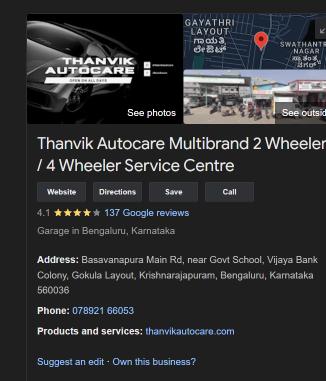 THANVIK
AUTOCARE
OPEN ON ALL DAYS
See photos
GAYATHRI
LAYOUT
ಗಾಯತ್ರಿ
ಲೇಔಟ್
SWATHANTR
NAGAR
See outsid
Thanvik Autocare Multibrand 2 Wheeler
/ 4 Wheeler Service Centre
Website Directions Save Call
4.1 ★★★★★ 137 Google reviews
Garage in Bengaluru, Karnataka
Address: Basavanapura Main Rd, near Govt School, Vijaya Bank
Colony, Gokula Layout, Krishnarajapuram, Bengaluru, Karnataka
560036
Phone: 078921 66053
Products and services: thanvikautocare.com
Suggest an edit · Own this business?